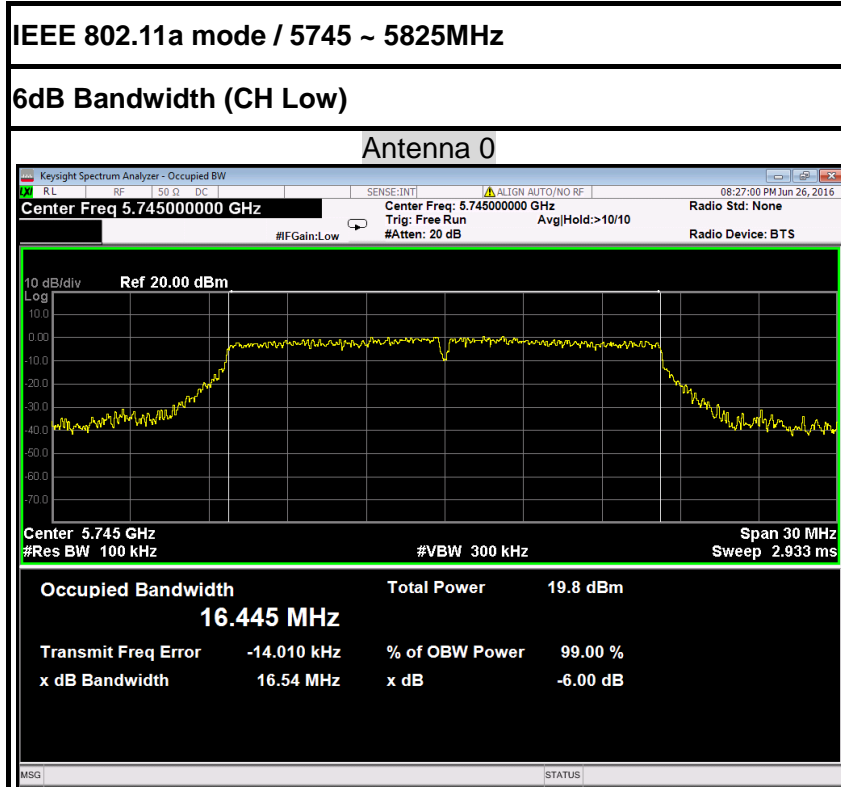 IEEE 802.11a mode / 5745 ~ 5825MHz
6dB Bandwidth (CH Low)
Antenna 0
Keysight Spectrum Analyzer - Occupied BW
LXI RL RF 50 Ω DC SENSE:INT ALIGN AUTO/NO RF 08:27:00 PM Jun 26, 2016
Center Freq 5.745000000 GHz Center Freq: 5.745000000 GHz Radio Std: None
Trig: Free Run Avg|Hold:>10/10
#IFGain:Low #Atten: 20 dB Radio Device: BTS
10 dB/div Ref 20.00 dBm
Log
10.0
0.00
-10.0
-20.0
-30.0
-40.0
-50.0
-60.0
-70.0
Center 5.745 GHz Span 30 MHz
#Res BW 100 kHz #VBW 300 kHz Sweep 2.933 ms
Occupied Bandwidth Total Power 19.8 dBm
16.445 MHz
Transmit Freq Error -14.010 kHz % of OBW Power 99.00 %
x dB Bandwidth 16.54 MHz x dB -6.00 dB
MSG STATUS